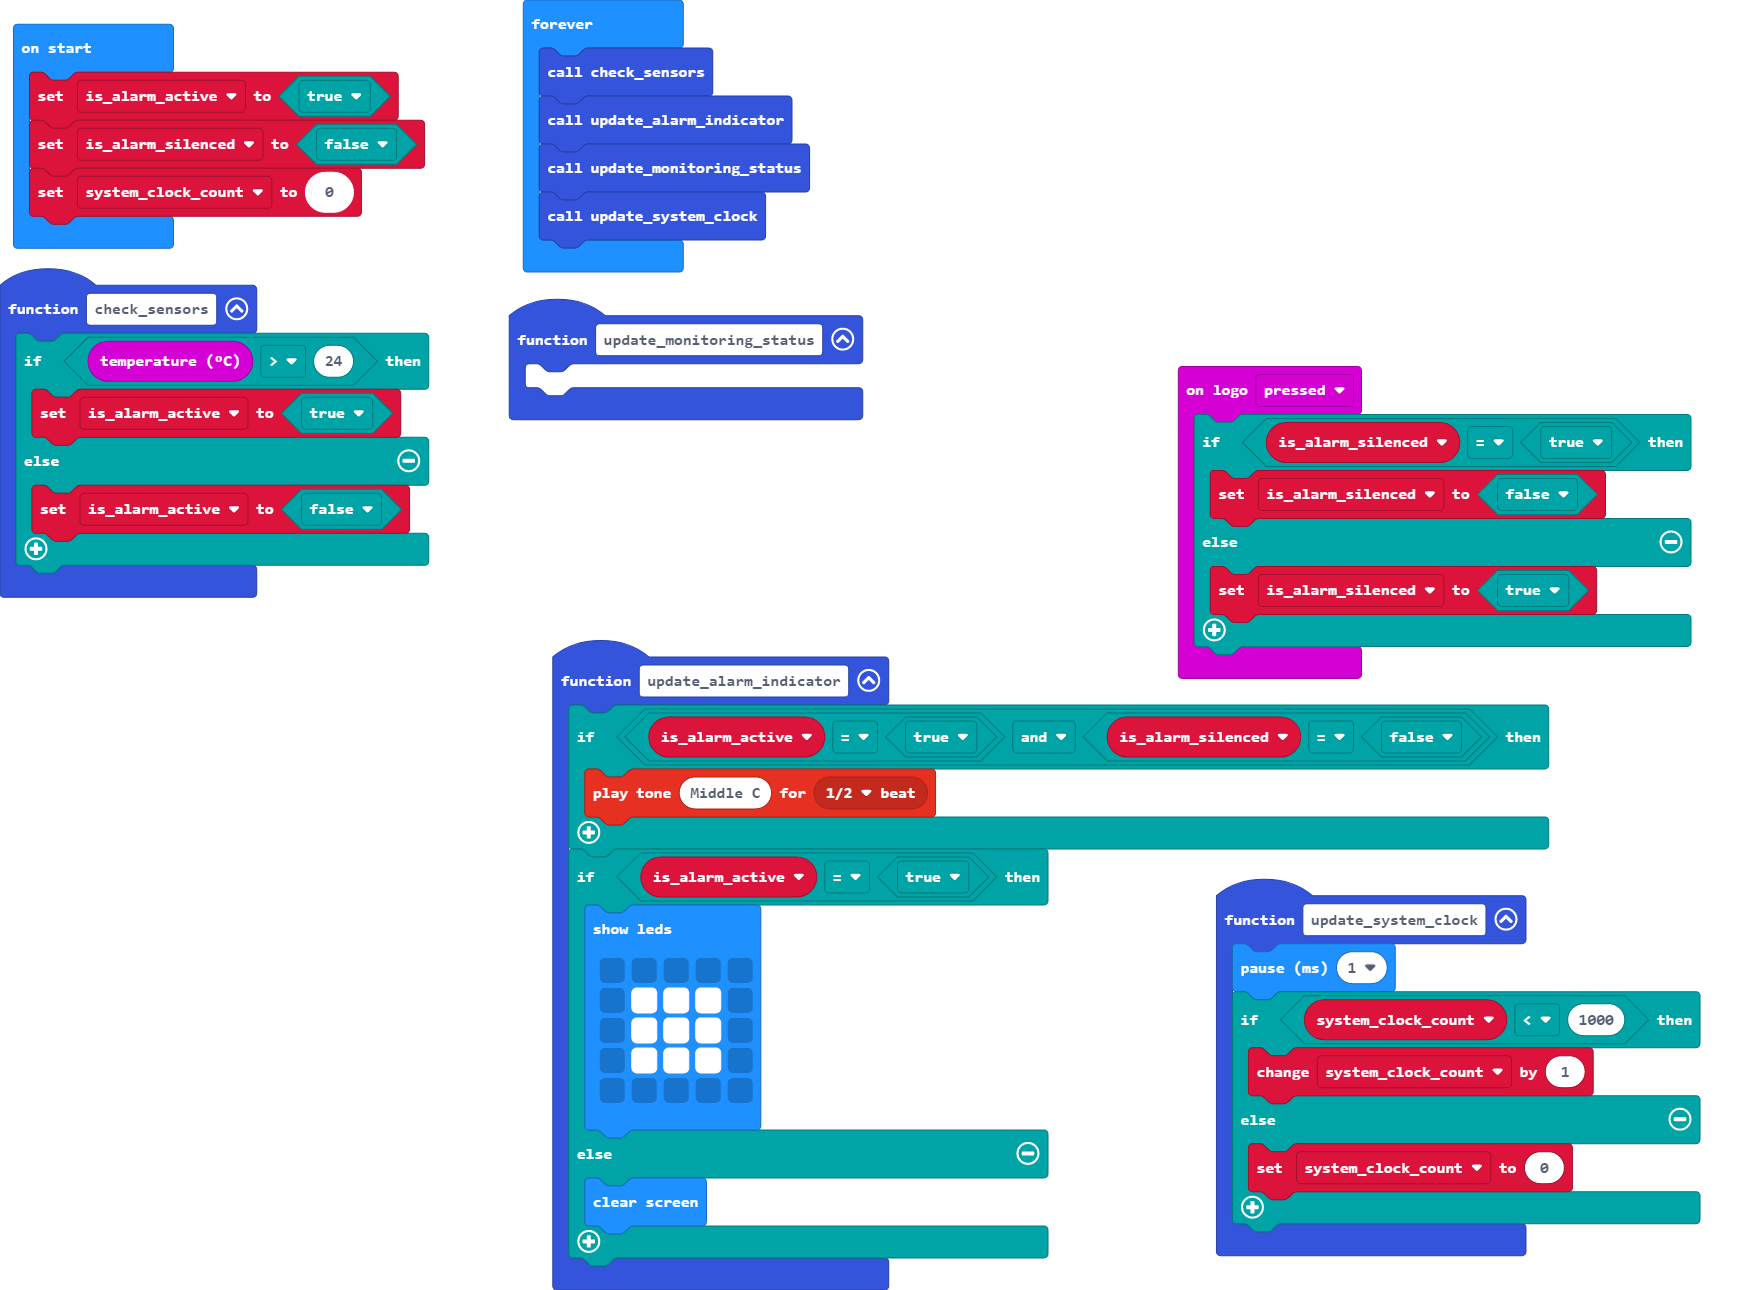 on start
set is_alarm_active to true
set is_alarm_silenced to false
set system_clock_count to 0
forever
call check_sensors
call update_alarm_indicator
call update_monitoring_status
call update_system_clock
function check_sensors
if temperature (°C) > 24 then
set is_alarm_active to true
else
set is_alarm_active to false
function update_monitoring_status
on logo pressed
if is_alarm_silenced = true then
set is_alarm_silenced to false
else
set is_alarm_silenced to true
function update_alarm_indicator
if is_alarm_active = true and is_alarm_silenced = false then
play tone Middle C for 1/2 beat
if is_alarm_active = true then
show leds
else
clear screen
function update_system_clock
pause (ms) 1
if system_clock_count < 1000 then
change system_clock_count by 1
else
set system_clock_count to 0